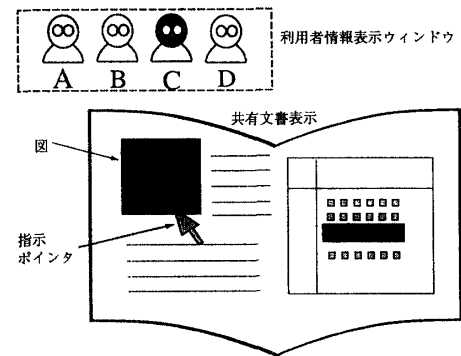 A B C D
利用者情報表示ウィンドウ
共有文書表示
図
指示
ポインタ